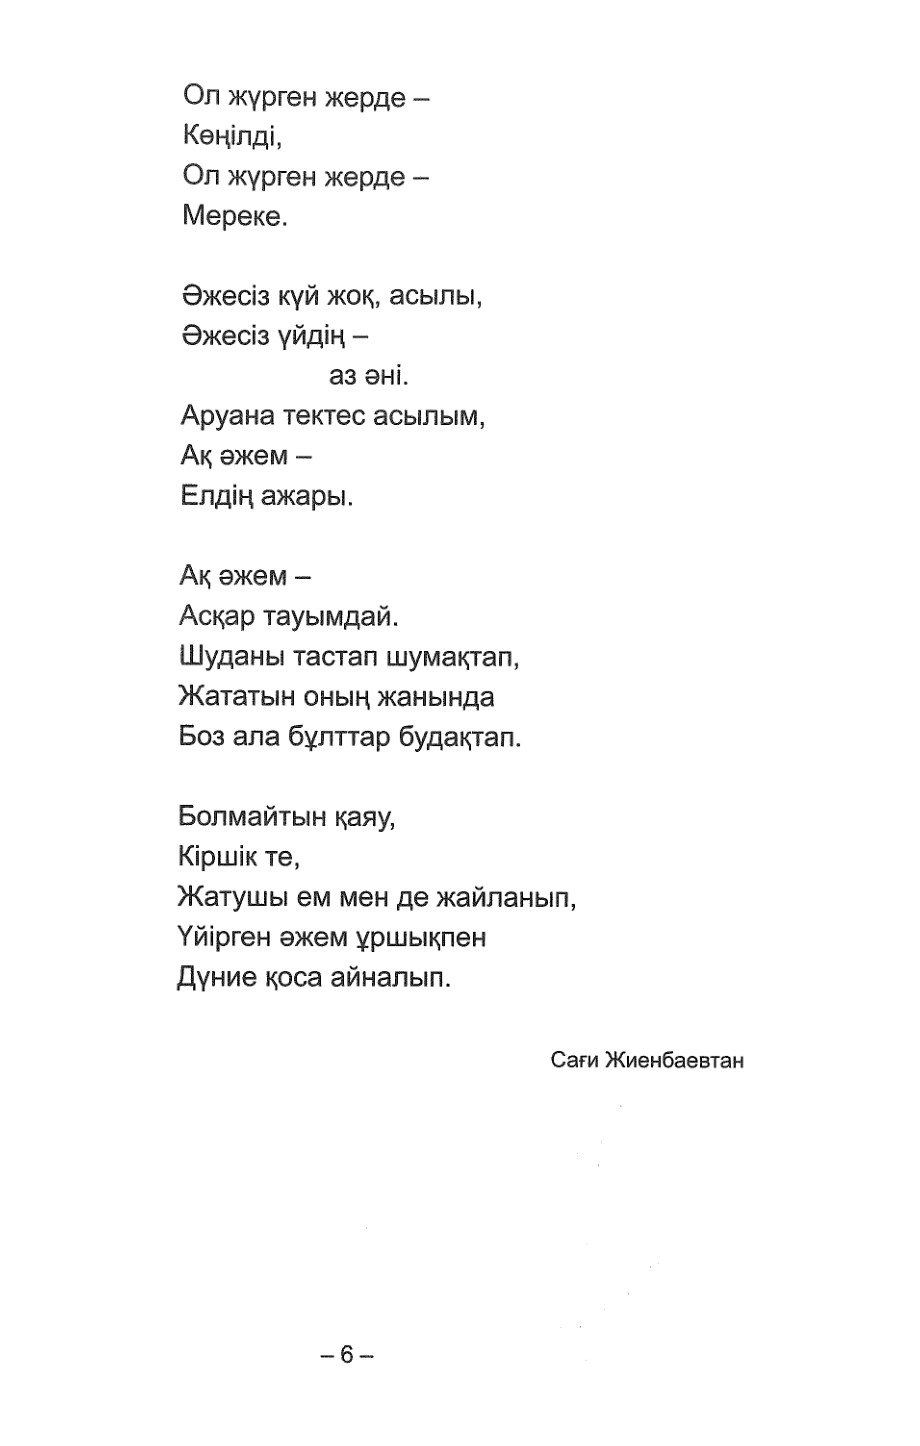 Ол жүрген жерде –
Көңілді,
Ол жүрген жерде –
Мереке.
Әжесіз күй жоқ, асылы,
Әжесіз үйдің –
аз әні.
Аруана тектес асылым,
Ақ әжем –
Елдің ажары.
Ақ әжем –
Асқар тауымдай.
Шуданы тастап шумақтап,
Жататын оның жанында
Боз ала бұлттар будақтап.
Болмайтын қаяу,
Кіршік те,
Жатушы ем мен де жайланып,
Үйірген әжем ұршықпен
Дүние қоса айналып.
Сағи Жиенбаевтан
– 6 –